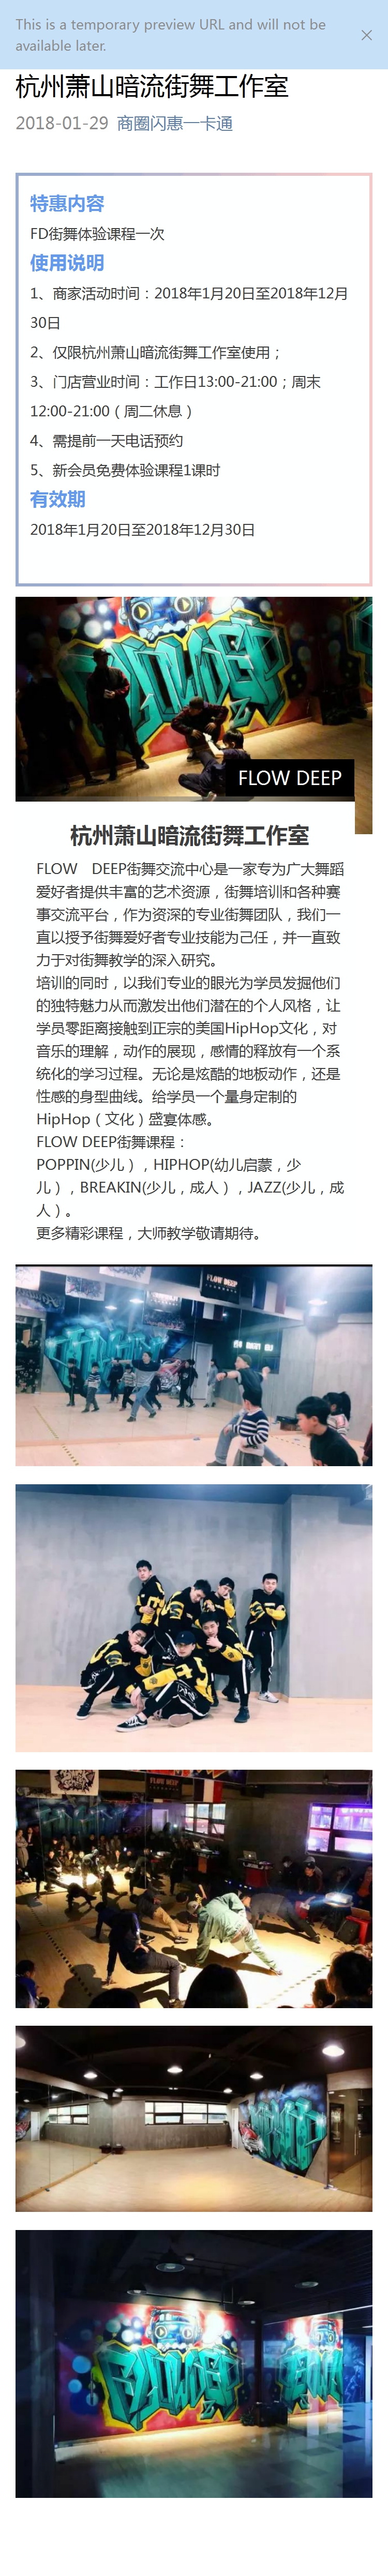 This is a temporary preview URL and will not be
available later.
杭州萧山暗流街舞工作室
2018-01-29 商圈闪惠一卡通
特惠内容
FD街舞体验课程一次
使用说明
1、商家活动时间：2018年1月20日至2018年12月
30日
2、仅限杭州萧山暗流街舞工作室使用；
3、门店营业时间：工作日13:00-21:00；周末
12:00-21:00（周二休息）
4、需提前一天电话预约
5、新会员免费体验课程1课时
有效期
2018年1月20日至2018年12月30日
FLOW DEEP
杭州萧山暗流街舞工作室
FLOW DEEP街舞交流中心是一家专为广大舞蹈
爱好者提供丰富的艺术资源，街舞培训和各种赛
事交流平台，作为资深的专业街舞团队，我们一
直以授予街舞爱好者专业技能为己任，并一直致
力于对街舞教学的深入研究。
培训的同时，以我们专业的眼光为学员发掘他们
的独特魅力从而激发出他们潜在的个人风格，让
学员零距离接触到正宗的美国HipHop文化，对
音乐的理解，动作的展现，感情的释放有一个系
统化的学习过程。无论是炫酷的地板动作，还是
性感的身型曲线。给学员一个量身定制的
HipHop（文化）盛宴体感。
FLOW DEEP街舞课程：
POPPIN(少儿），HIPHOP(幼儿启蒙，少
儿），BREAKIN(少儿，成人），JAZZ(少儿，成
人）。
更多精彩课程，大师教学敬请期待。
FLOW DEEP
FLOW DEEP